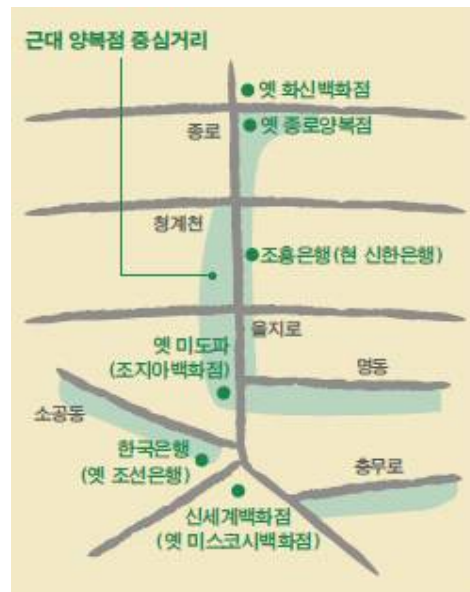 근대 양복점 중심거리
옛 화신백화점
종로
옛 종로양복점
청계천
조흥은행(현 신한은행)
을지로
옛 미도파
(조지아백화점)
명동
소공동
한국은행
(옛 조선은행)
충무로
신세계백화점
(옛 미스코시백화점)